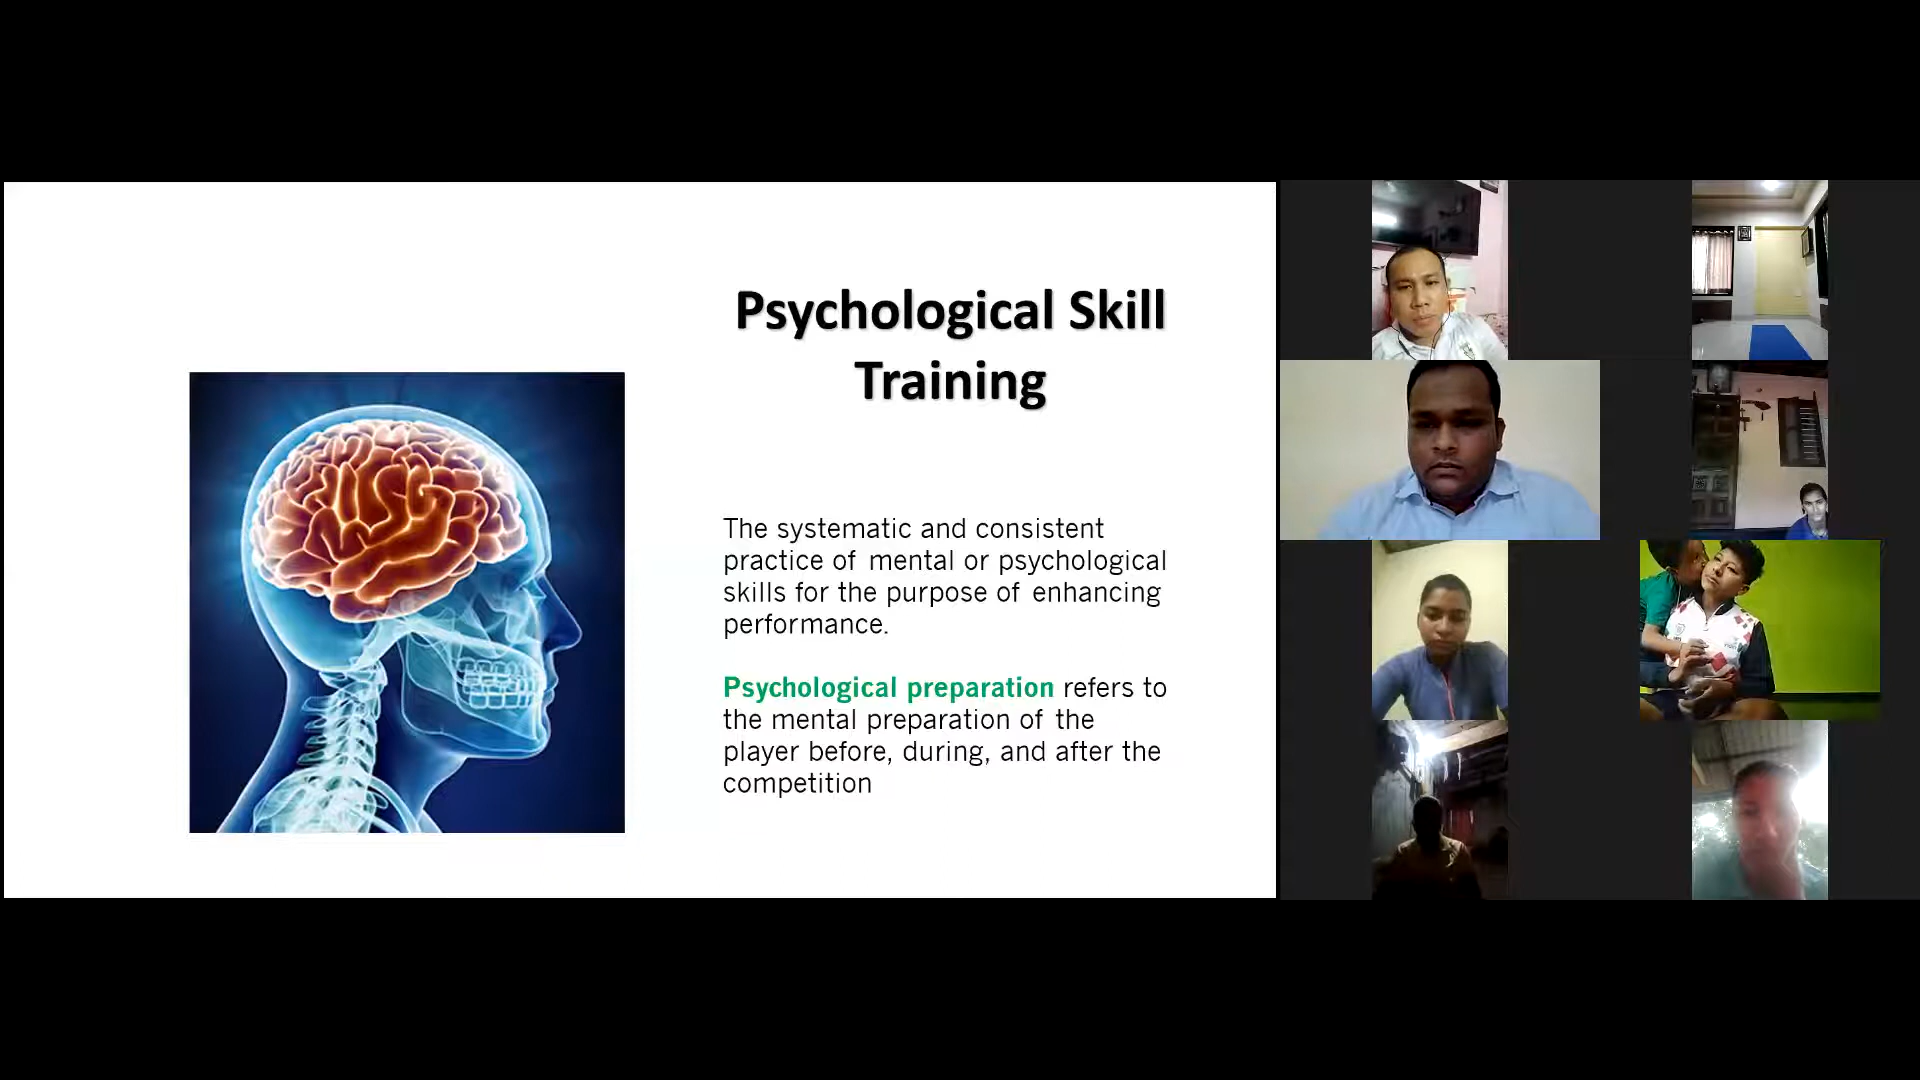 Psychological Skill
Training
The systematic and consistent
practice of mental or psychological
skills for the purpose of enhancing
performance.
Psychological preparation refers to
the mental preparation of the
player before, during, and after the
competition